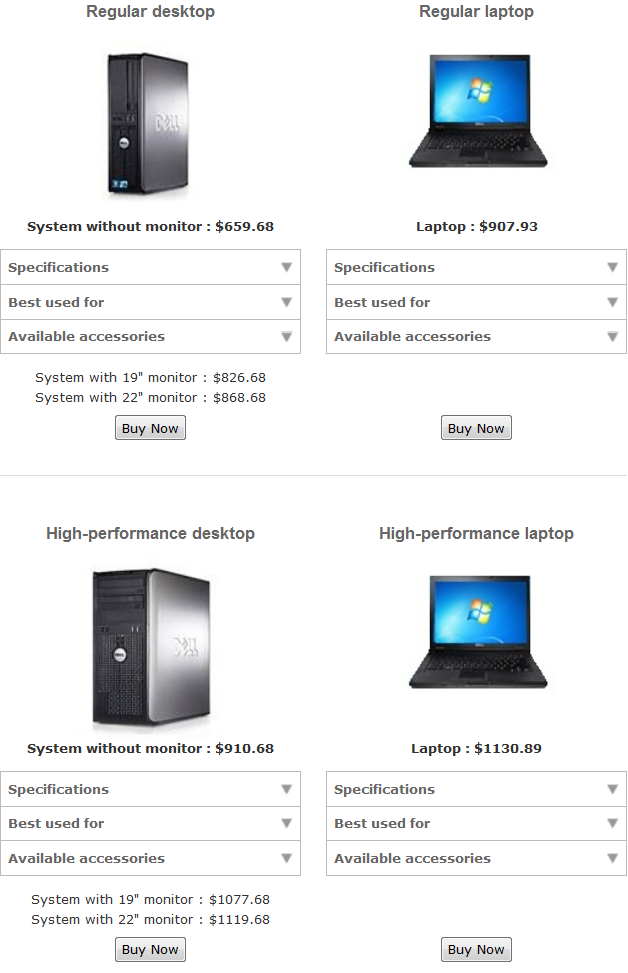 Regular desktop
DELL
DELL
System without monitor : $659.68
Specifications
Best used for
Available accessories
System with 19" monitor : $826.68
System with 22" monitor : $868.68
Buy Now
Regular laptop
Laptop : $907.93
Specifications
Best used for
Available accessories
Buy Now
High-performance desktop
DELL
DELL
System without monitor : $910.68
Specifications
Best used for
Available accessories
System with 19" monitor : $1077.68
System with 22" monitor : $1119.68
Buy Now
High-performance laptop
Laptop : $1130.89
Specifications
Best used for
Available accessories
Buy Now